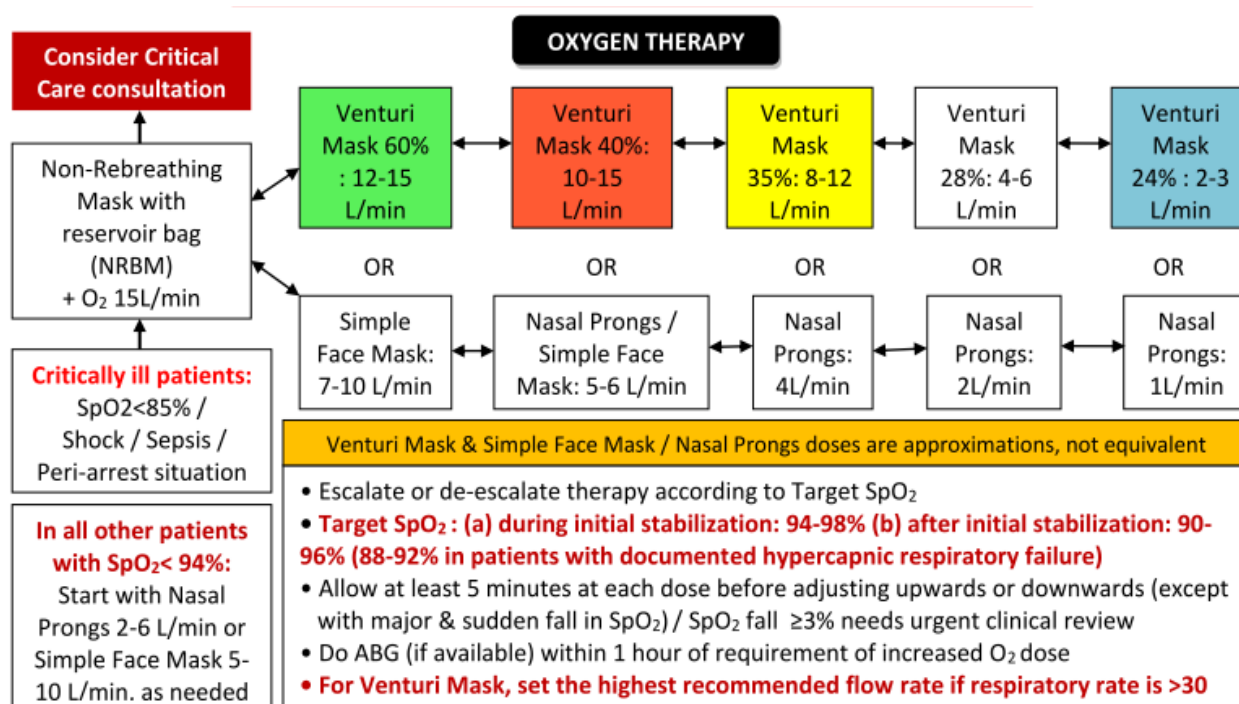 OXYGEN THERAPY
Consider Critical
Care consultation
Non-Rebreathing
Mask with
reservoir bag
(NRBM)
+ O₂ 15L/min
Critically ill patients:
SpO2<85% /
Shock / Sepsis /
Peri-arrest situation
In all other patients
with SpO₂< 94%:
Start with Nasal
Prongs 2-6 L/min or
Simple Face Mask 5-
10 L/min. as needed
Venturi
Mask 60%
: 12-15
L/min
Venturi
Mask 40%:
10-15
L/min
Venturi
Mask
35%: 8-12
L/min
Venturi
Mask
28%: 4-6
L/min
Venturi
Mask
24% : 2-3
L/min
OR
OR
OR
OR
OR
Simple
Face Mask:
7-10 L/min
Nasal Prongs /
Simple Face
Mask: 5-6 L/min
Nasal
Prongs:
4L/min
Nasal
Prongs:
2L/min
Nasal
Prongs:
1L/min
Venturi Mask & Simple Face Mask / Nasal Prongs doses are approximations, not equivalent
• Escalate or de-escalate therapy according to Target SpO₂
• Target SpO₂ : (a) during initial stabilization: 94-98% (b) after initial stabilization: 90-
96% (88-92% in patients with documented hypercapnic respiratory failure)
• Allow at least 5 minutes at each dose before adjusting upwards or downwards (except
with major & sudden fall in SpO₂) / SpO₂ fall ≥3% needs urgent clinical review
• Do ABG (if available) within 1 hour of requirement of increased O₂ dose
• For Venturi Mask, set the highest recommended flow rate if respiratory rate is >30